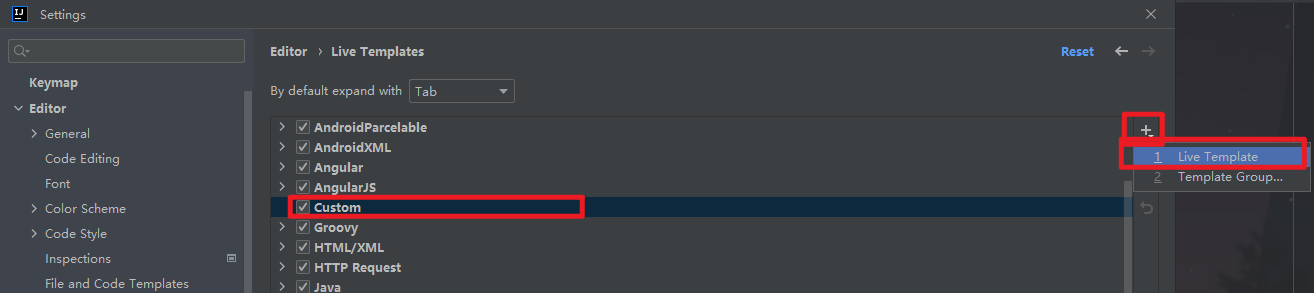 IJ Settings
Editor › Live Templates Reset
Keymap
By default expand with Tab
Editor
General
Code Editing
Font
Color Scheme
Code Style
Inspections
File and Code Templates
AndroidParcelable
AndroidXML
Angular
AngularJS
Custom
Groovy
HTML/XML
HTTP Request
Java
1 Live Template
2 Template Group...